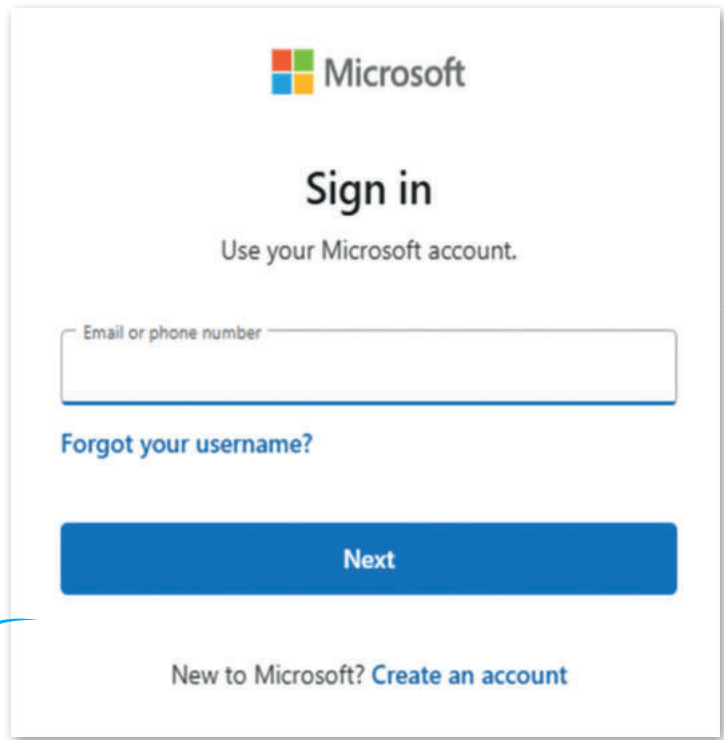 Microsoft
Sign in
Use your Microsoft account.
Email or phone number
Forgot your username?
Next
New to Microsoft? Create an account